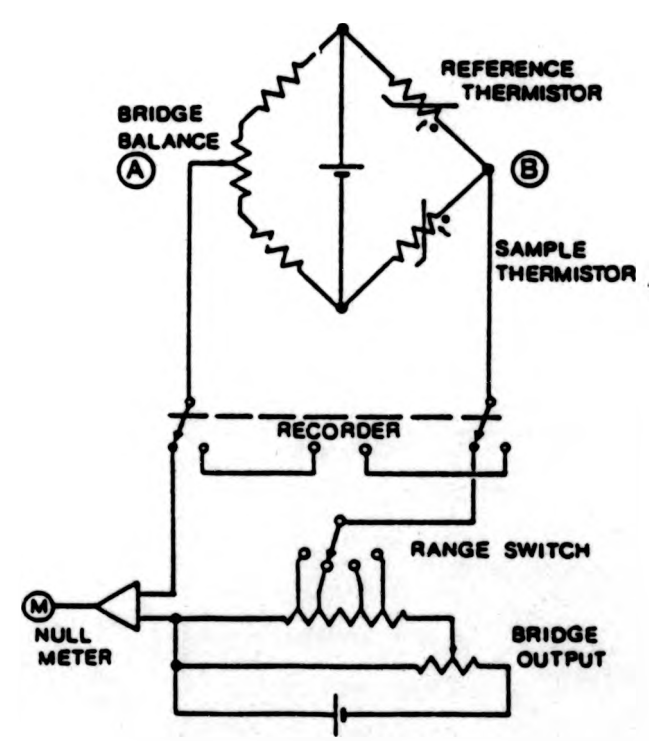 REFERENCE
THERMISTOR
BRIDGE
BALANCE
A
B
SAMPLE
THERMISTOR
RECORDER
RANGE SWITCH
M
NULL
METER
BRIDGE
OUTPUT